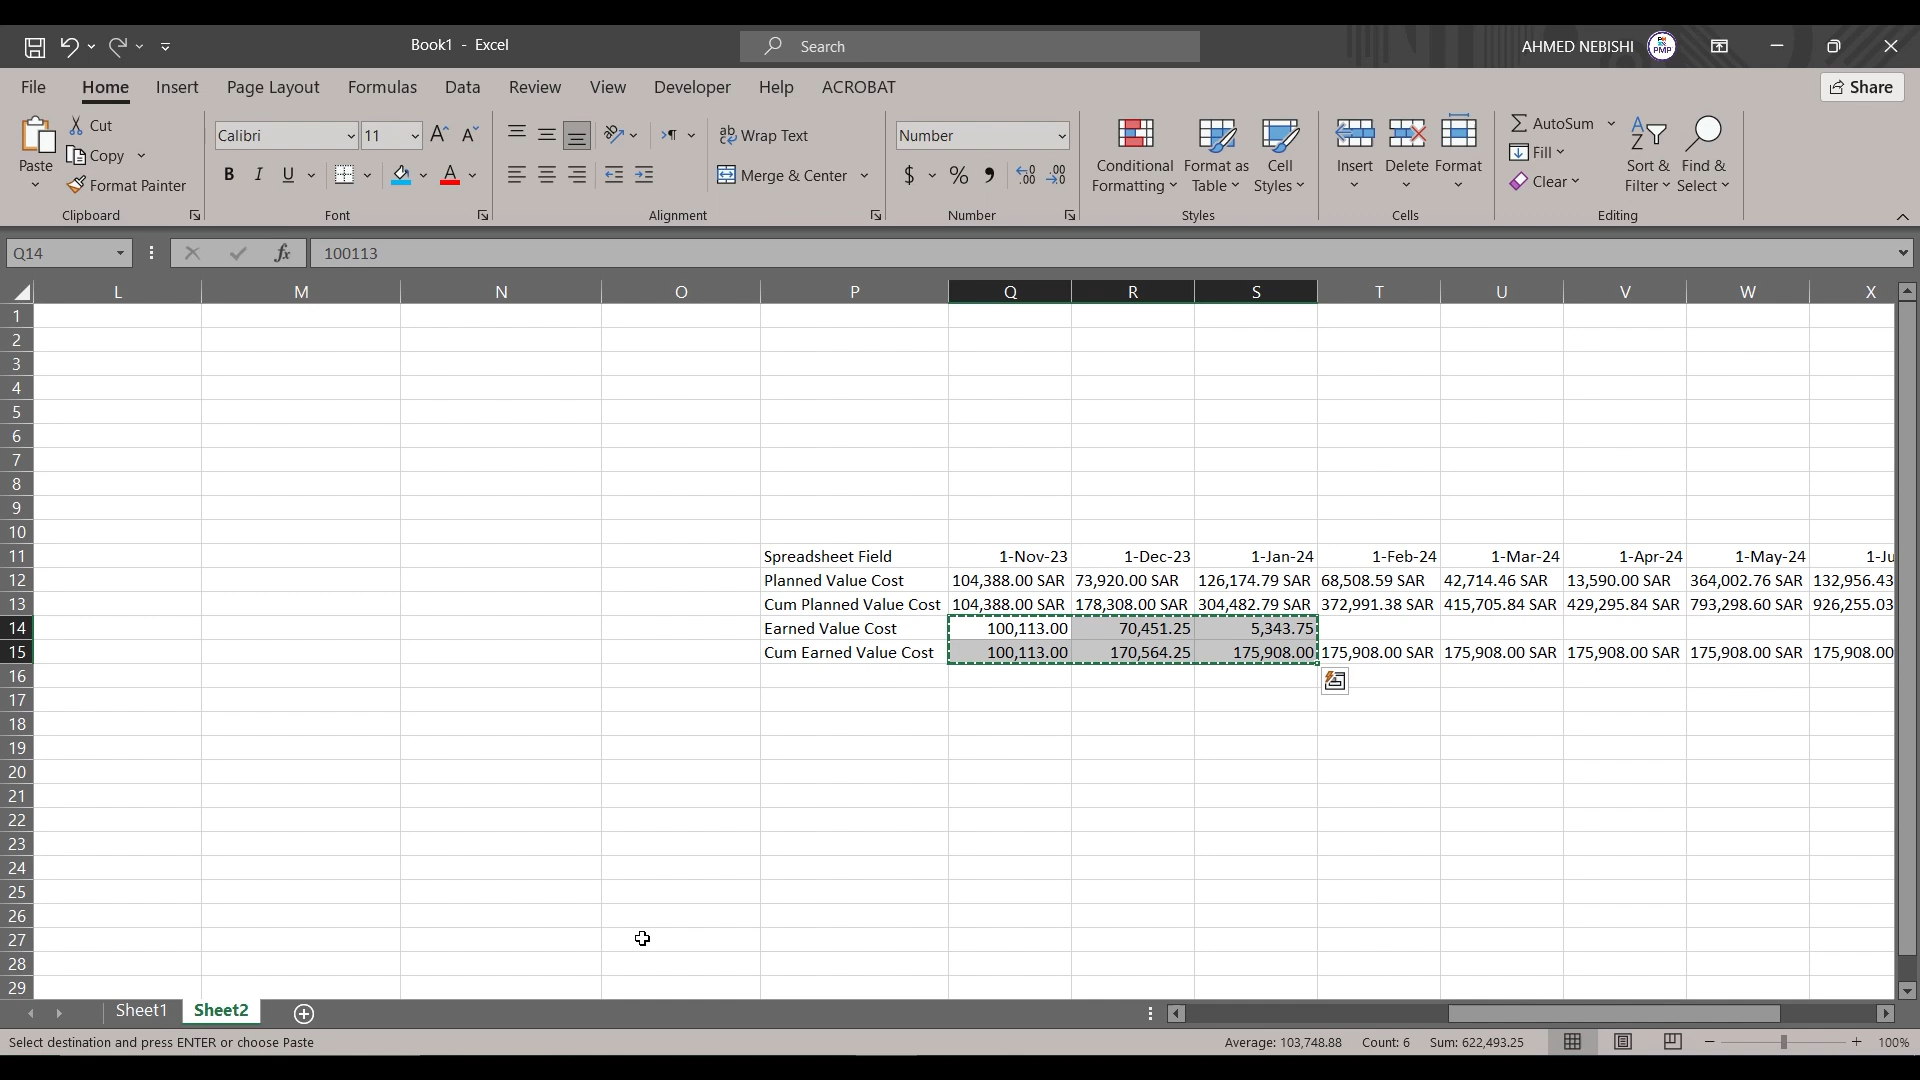 Book1 - Excel
Search
AHMED NEBISHI
PMP
File Home Insert Page Layout Formulas Data Review View Developer Help ACROBAT
Share
Paste
Cut
Copy
Format Painter
Clipboard
Calibri 11
B I U
Font
Wrap Text
Merge & Center
Alignment
Number
$ %
Number
Conditional Formatting
Format as Table
Cell Styles
Styles
Insert Delete Format
Cells
AutoSum
Fill
Clear
Sort & Filter
Find & Select
Editing
Q14
fx
100113
L M N O P Q R S T U V W X
1
2
3
4
5
6
7
8
9
10
11 Spreadsheet Field 1-Nov-23 1-Dec-23 1-Jan-24 1-Feb-24 1-Mar-24 1-Apr-24 1-May-24 1-Ju
12 Planned Value Cost 104,388.00 SAR 73,920.00 SAR 126,174.79 SAR 68,508.59 SAR 42,714.46 SAR 13,590.00 SAR 364,002.76 SAR 132,956.43
13 Cum Planned Value Cost 104,388.00 SAR 178,308.00 SAR 304,482.79 SAR 372,991.38 SAR 415,705.84 SAR 429,295.84 SAR 793,298.60 SAR 926,255.03
14 Earned Value Cost 100,113.00 70,451.25 5,343.75
15 Cum Earned Value Cost 100,113.00 170,564.25 175,908.00 175,908.00 SAR 175,908.00 SAR 175,908.00 SAR 175,908.00 SAR 175,908.00
16
17
18
19
20
21
22
23
24
25
26
27
28
29
Sheet1 Sheet2
Select destination and press ENTER or choose Paste
Average: 103,748.88 Count: 6 Sum: 622,493.25
100%